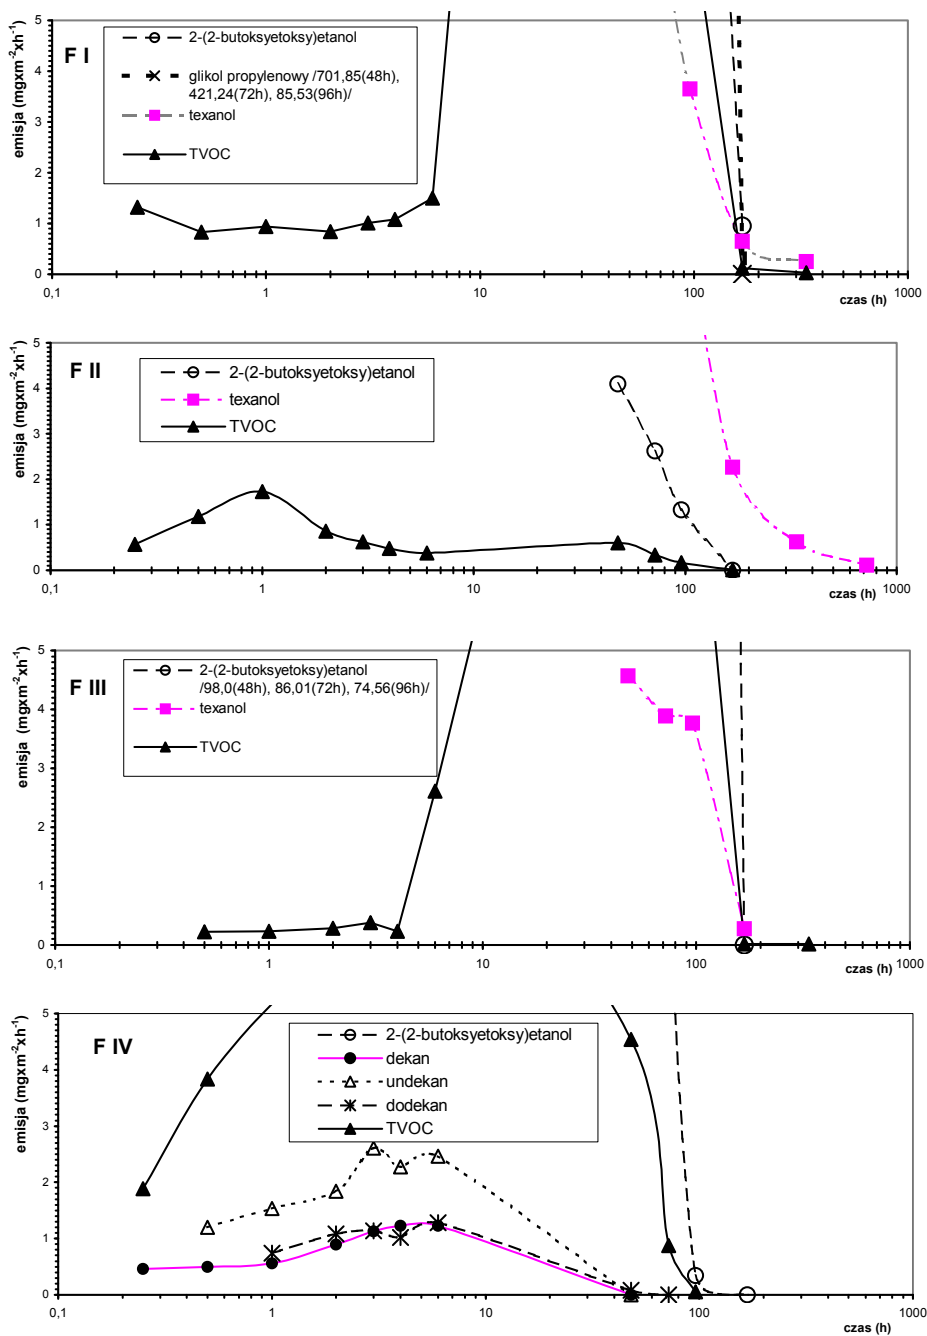 F I
emisja (mgxm⁻²xh⁻¹)
5
4
3
2
1
0
2-(2-butoksyetoksy)etanol
glikol propylenowy /701,85(48h),
421,24(72h), 85,53(96h)/
texanol
TVOC
0,1 1 10 100 1000
czas (h)
F II
emisja (mgxm⁻²xh⁻¹)
5
4
3
2
1
0
2-(2-butoksyetoksy)etanol
texanol
TVOC
0,1 1 10 100 1000
czas (h)
F III
emisja (mgxm⁻²xh⁻¹)
5
4
3
2
1
0
2-(2-butoksyetoksy)etanol
/98,0(48h), 86,01(72h), 74,56(96h)/
texanol
TVOC
0,1 1 10 100 1000
czas (h)
F IV
emisja (mgxm⁻²xh⁻¹)
5
4
3
2
1
0
2-(2-butoksyetoksy)etanol
dekan
undekan
dodekan
TVOC
0,1 1 10 100 1000
czas (h)